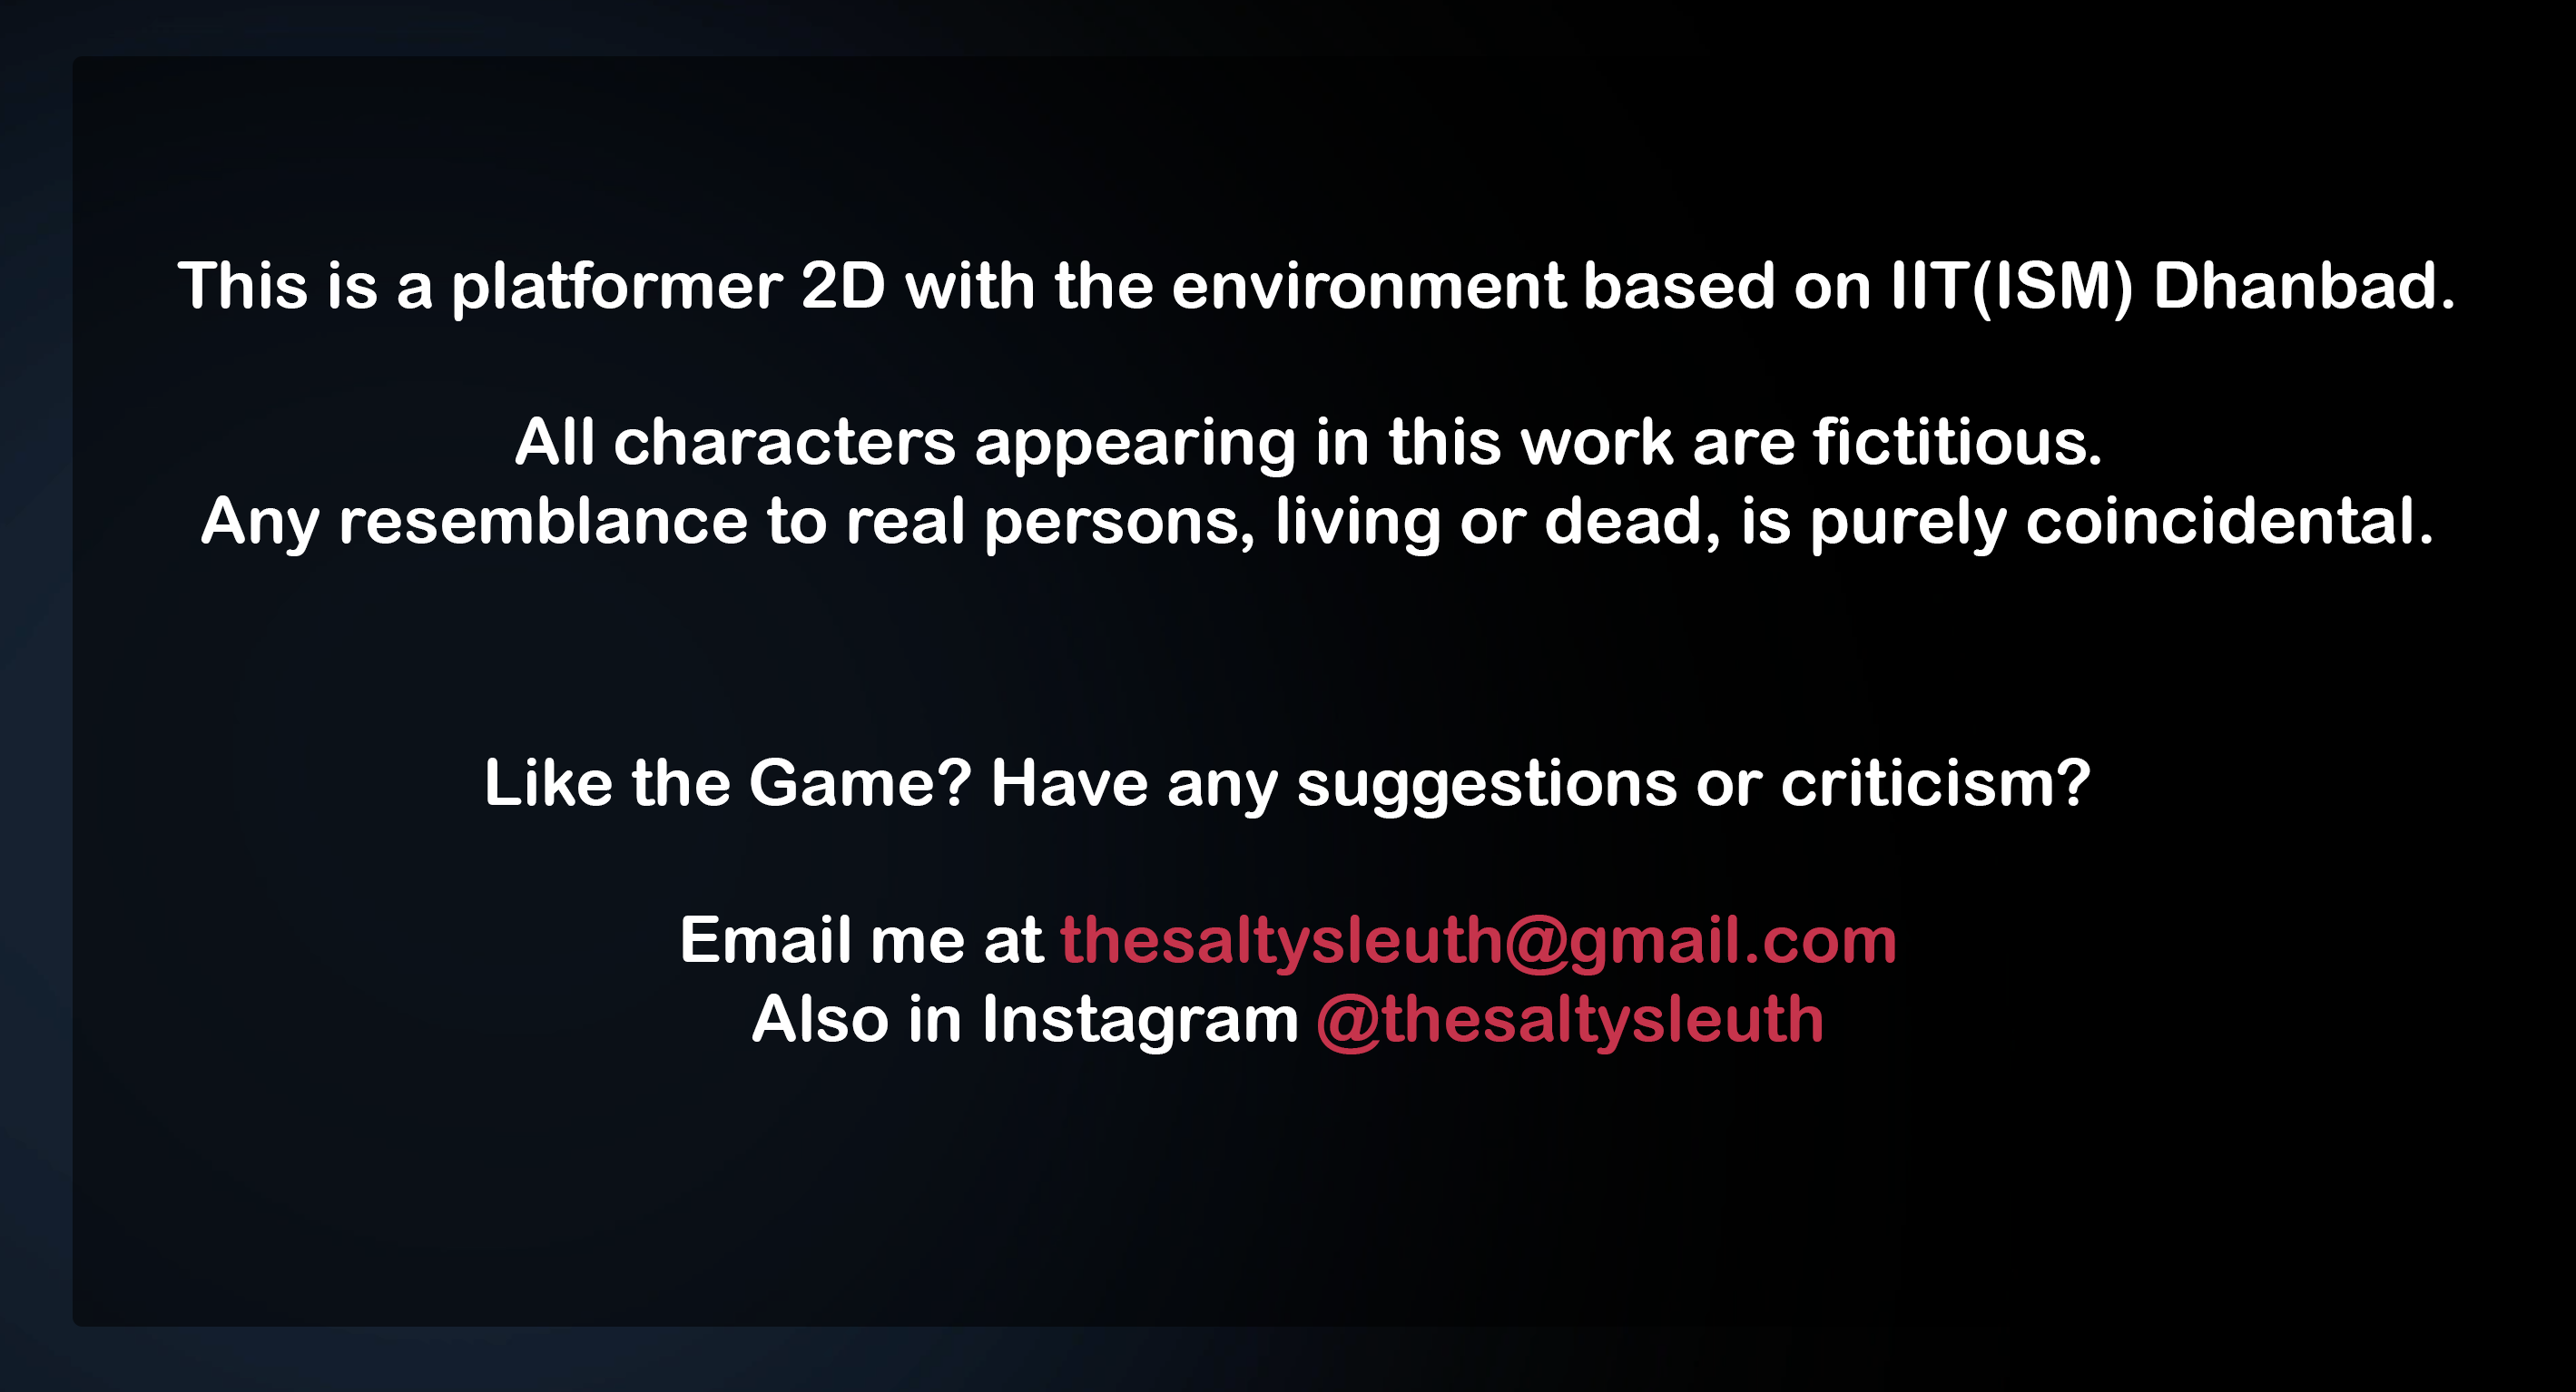 This is a platformer 2D with the environment based on IIT(ISM) Dhanbad.
All characters appearing in this work are fictitious.
Any resemblance to real persons, living or dead, is purely coincidental.
Like the Game? Have any suggestions or criticism?
Email me at thesaltysleuth@gmail.com
Also in Instagram @thesaltysleuth